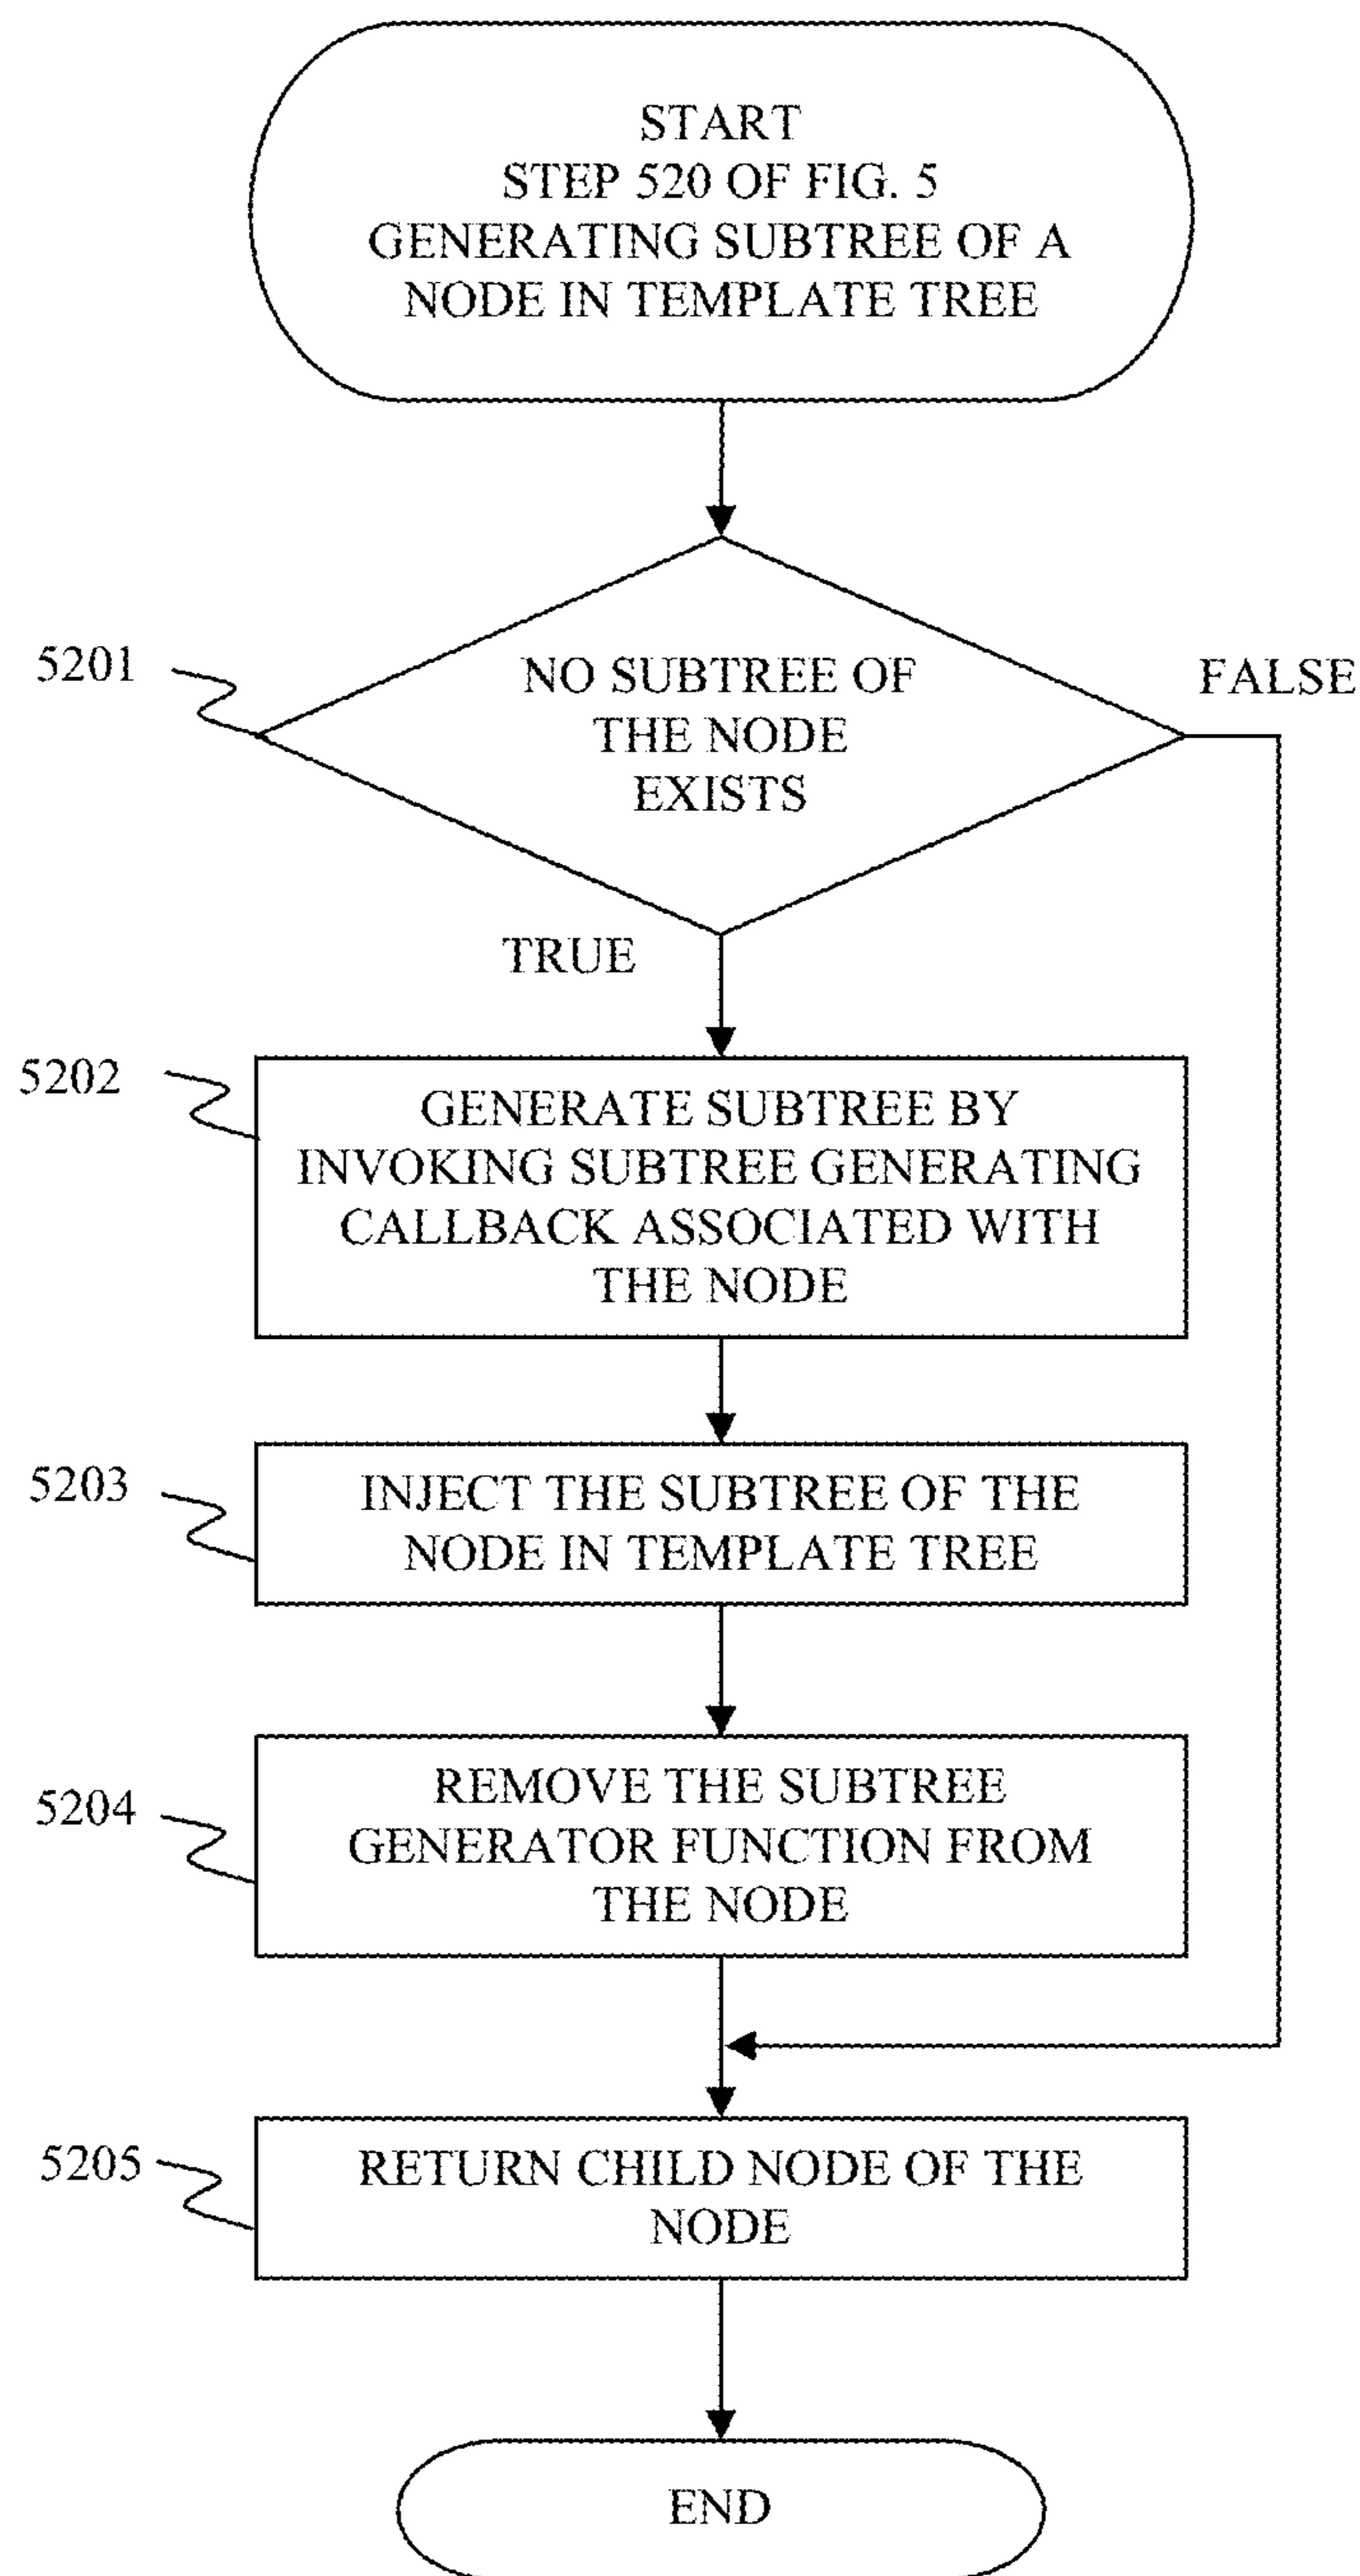 START
STEP 520 OF FIG. 5
GENERATING SUBTREE OF A
NODE IN TEMPLATE TREE
5201
NO SUBTREE OF
THE NODE
EXISTS
FALSE
TRUE
5202
GENERATE SUBTREE BY
INVOKING SUBTREE GENERATING
CALLBACK ASSOCIATED WITH
THE NODE
5203
INJECT THE SUBTREE OF THE
NODE IN TEMPLATE TREE
5204
REMOVE THE SUBTREE
GENERATOR FUNCTION FROM
THE NODE
5205
RETURN CHILD NODE OF THE
NODE
END